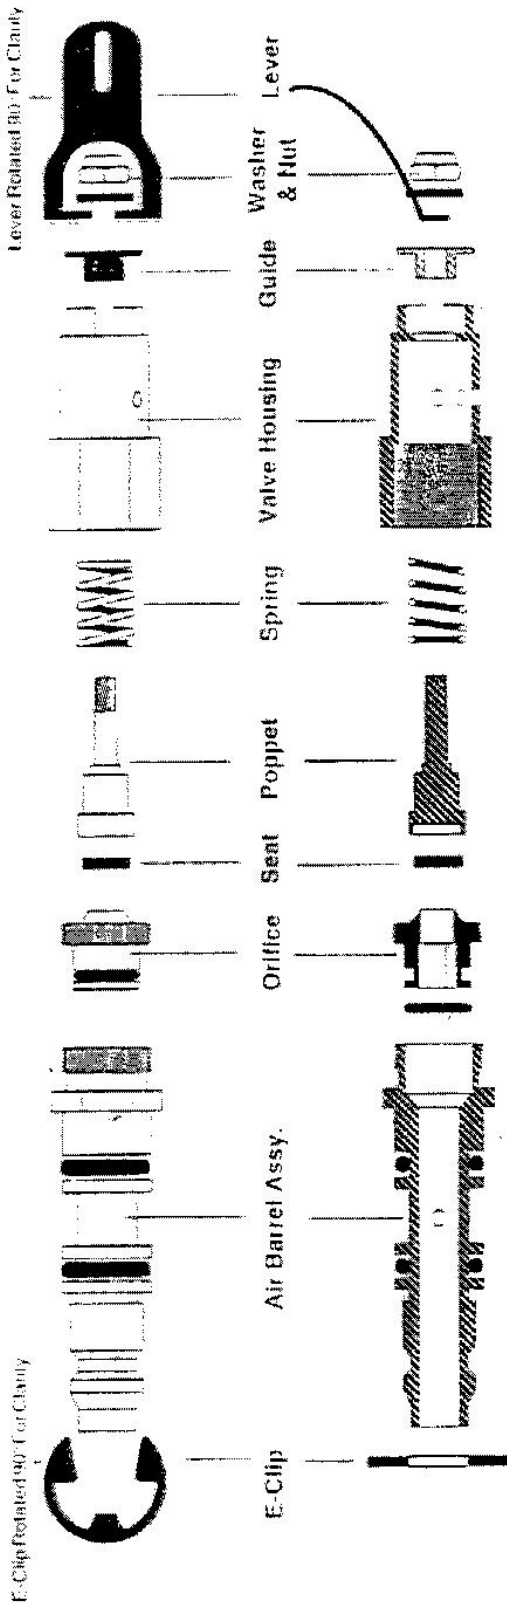 Lever Rotated 90° For Clarity
Lever
Washer
& Nut
Guide
Valve Housing
Spring
Poppet
Seat
Orifice
Air Barrel Assy.
E-Clip
E-Clip Rotated 90° For Clarity